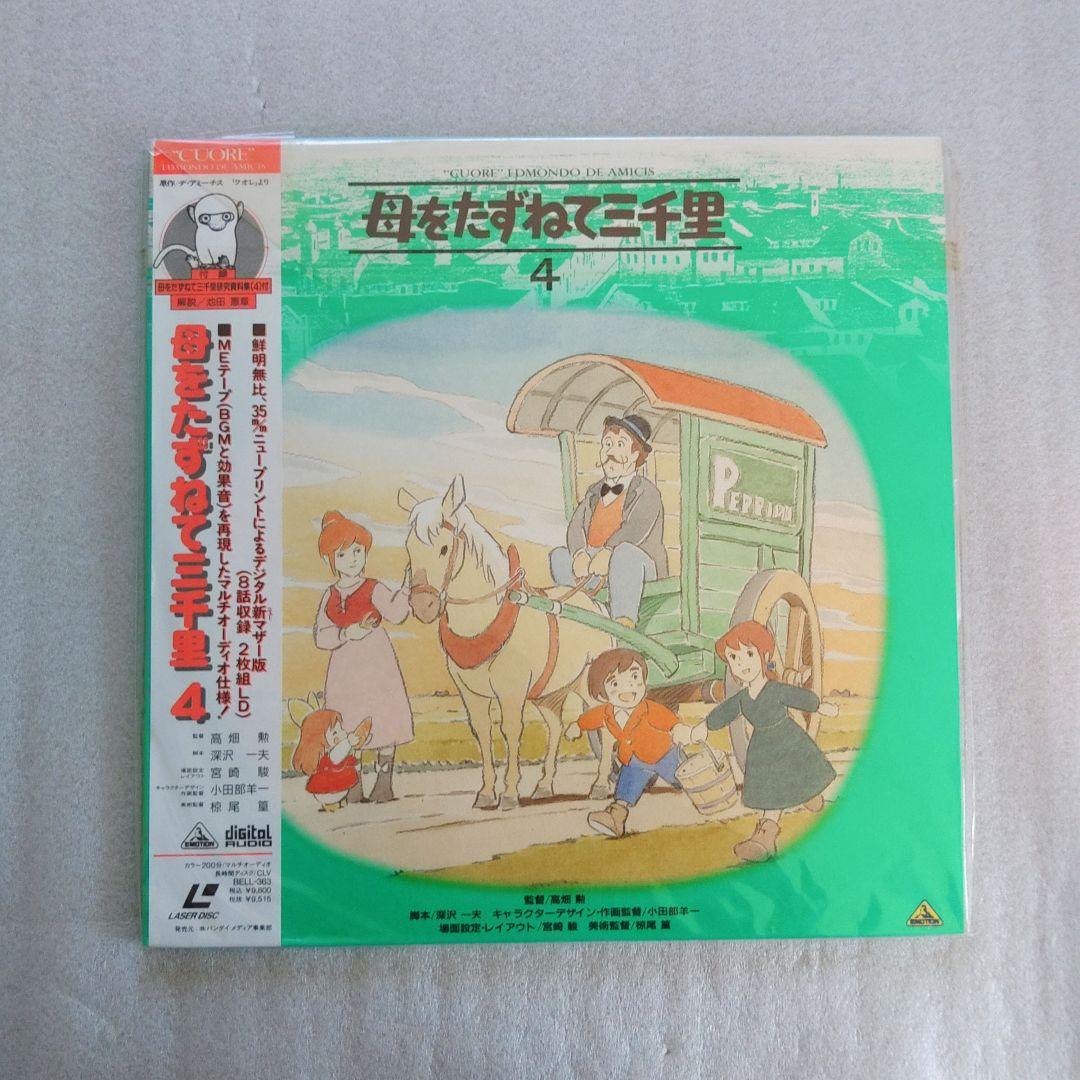 "CUORE"
EDMONDO DE AMICIS
原作/デ・アミーチス 「クオレ」より
付録
母をたずねて三千里研究資料集(4)付
解説/池田 憲章
■鮮明無比、35m/mニュープリントによるデジタル新マザー版
(8話収録 2枚組LD)
■MEテープ(BGMと効果音)を再現したマルチオーディオ仕様!
母をたずねて三千里 4
監督 高畑 勲
脚本 深沢 一夫
場面設定 レイアウト 宮崎 駿
キャラクターデザイン 作画監督 小田部羊一
美術監督 椋尾 篁
EMOTION
digital AUDIO
カラー200分/マルチオーディオ
長時間ディスク/CLV
BELL-363
税込 ¥9,800
税抜 ¥9,515
LASER DISC
発売元:㈱バンダイメディア事業部
"CUORE" EDMONDO DE AMICIS
母をたずねて三千里
4
監督/高畑 勲
脚本/深沢 一夫 キャラクターデザイン・作画監督/小田部羊一
場面設定・レイアウト/宮崎 駿 美術監督/椋尾 篁
EMOTION